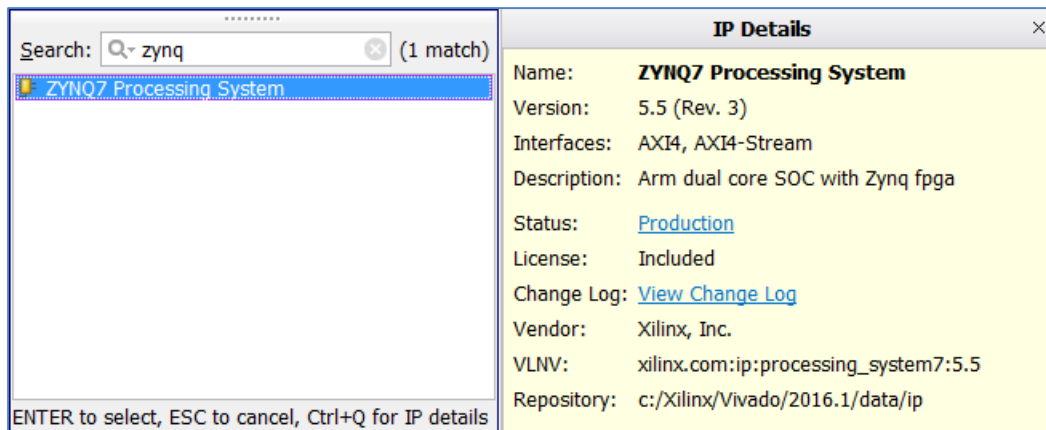 Search: zynq (1 match)
ZYNQ7 Processing System
ENTER to select, ESC to cancel, Ctrl+Q for IP details
IP Details
Name: ZYNQ7 Processing System
Version: 5.5 (Rev. 3)
Interfaces: AXI4, AXI4-Stream
Description: Arm dual core SOC with Zynq fpga
Status: Production
License: Included
Change Log: View Change Log
Vendor: Xilinx, Inc.
VLNV: xilinx.com:ip:processing_system7:5.5
Repository: c:/Xilinx/Vivado/2016.1/data/ip